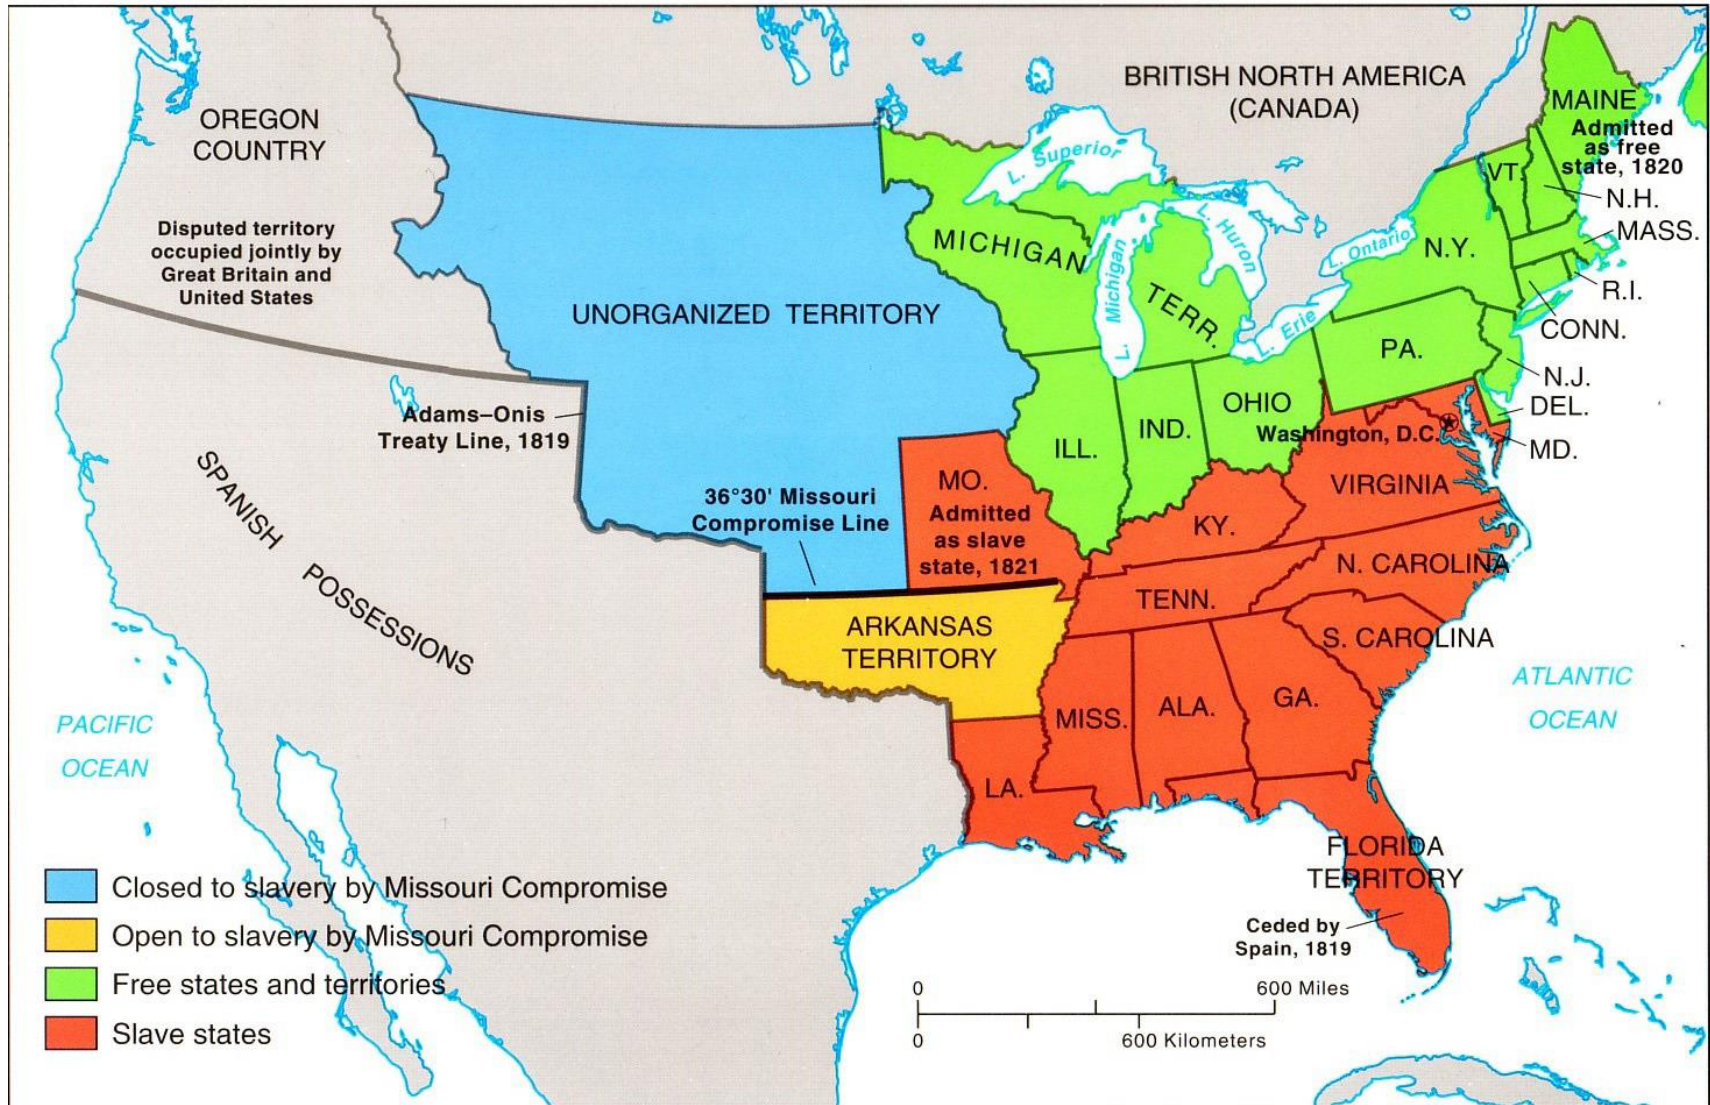 OREGON
COUNTRY
Disputed territory
occupied jointly by
Great Britain and
United States
BRITISH NORTH AMERICA
(CANADA)
MAINE
Admitted
as free
state, 1820
VT.
N.H.
MASS.
R.I.
CONN.
N.Y.
L. Superior
L. Huron
L. Ontario
L. Michigan
L. Erie
MICHIGAN
TERR.
UNORGANIZED TERRITORY
PA.
N.J.
DEL.
MD.
Washington, D.C.
OHIO
IND.
ILL.
Adams–Onis
Treaty Line, 1819
36°30' Missouri
Compromise Line
MO.
Admitted
as slave
state, 1821
VIRGINIA
KY.
N. CAROLINA
TENN.
S. CAROLINA
ARKANSAS
TERRITORY
SPANISH POSSESSIONS
MISS.
ALA.
GA.
LA.
PACIFIC
OCEAN
ATLANTIC
OCEAN
FLORIDA
TERRITORY
Ceded by
Spain, 1819
Closed to slavery by Missouri Compromise
Open to slavery by Missouri Compromise
Free states and territories
Slave states
0 600 Miles
0 600 Kilometers